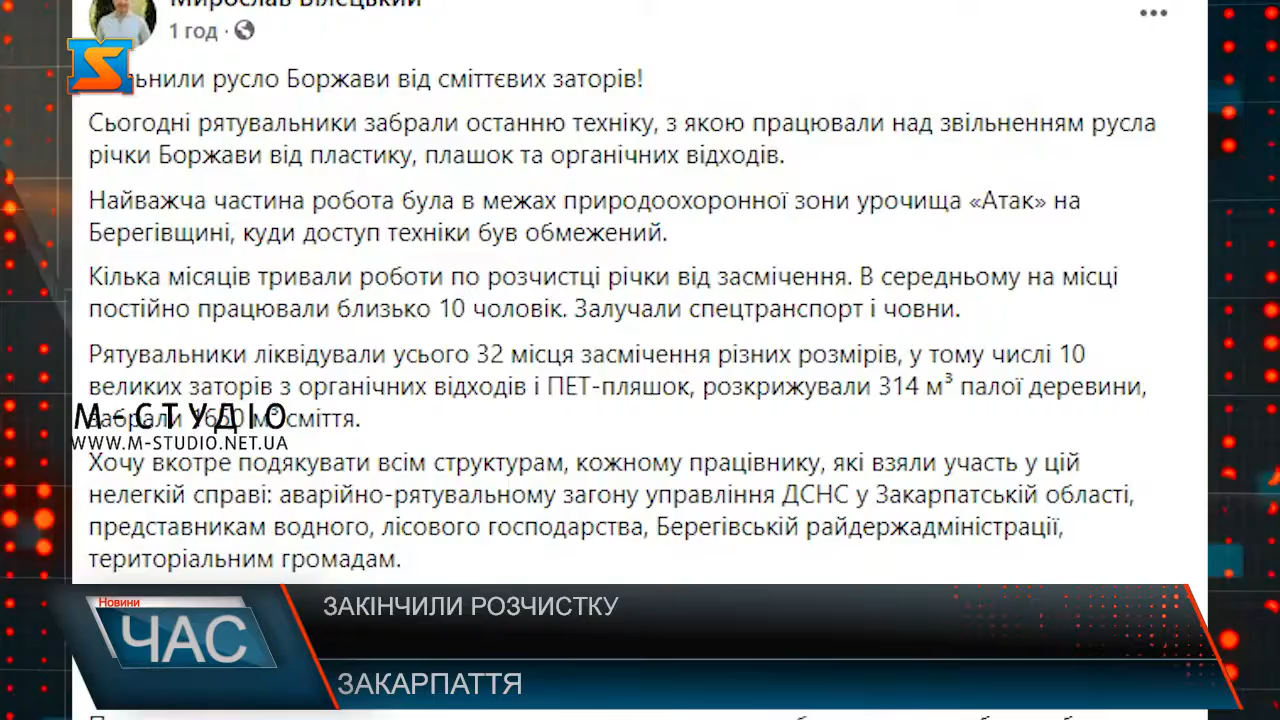 Мирослав Білецький
1 год ·
льнили русло Боржави від сміттєвих заторів!
Сьогодні рятувальники забрали останню техніку, з якою працювали над звільненням русла
річки Боржави від пластику, плашок та органічних відходів.
Найважча частина робота була в межах природоохоронної зони урочища «Атак» на
Берегівщині, куди доступ техніки був обмежений.
Кілька місяців тривали роботи по розчистці річки від засмічення. В середньому на місці
постійно працювали близько 10 чоловік. Залучали спецтранспорт і човни.
Рятувальники ліквідували усього 32 місця засмічення різних розмірів, у тому числі 10
великих заторів з органічних відходів і ПЕТ-пляшок, розкрижували 314 м³ палої деревини,
забрали 1650 м³ сміття.
М-СТУДІО
WWW.M-STUDIO.NET.UA
Хочу вкотре подякувати всім структурам, кожному працівнику, які взяли участь у цій
нелегкій справі: аварійно-рятувальному загону управління ДСНС у Закарпатській області,
представникам водного, лісового господарства, Берегівській райдержадміністрації,
територіальним громадам.
Новини
ЧАС
ЗАКІНЧИЛИ РОЗЧИСТКУ
ЗАКАРПАТТЯ